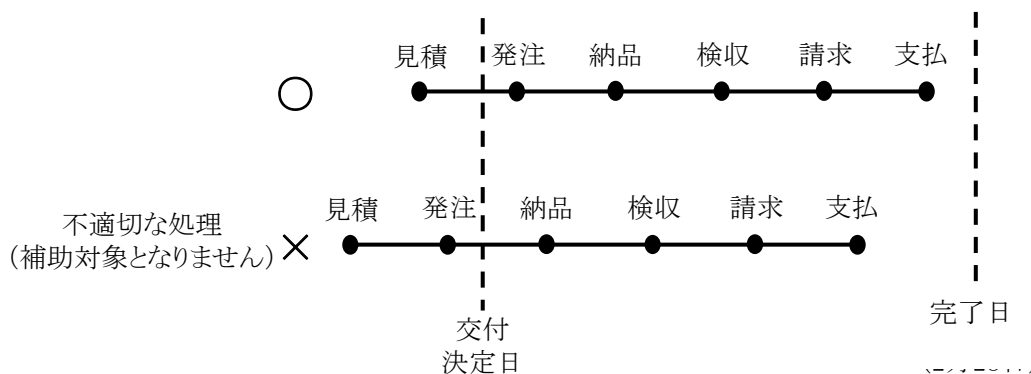 見積 発注 納品 検収 請求 支払
○
不適切な処理
(補助対象となりません)×
見積 発注 納品 検収 請求 支払
交付
決定日
完了日